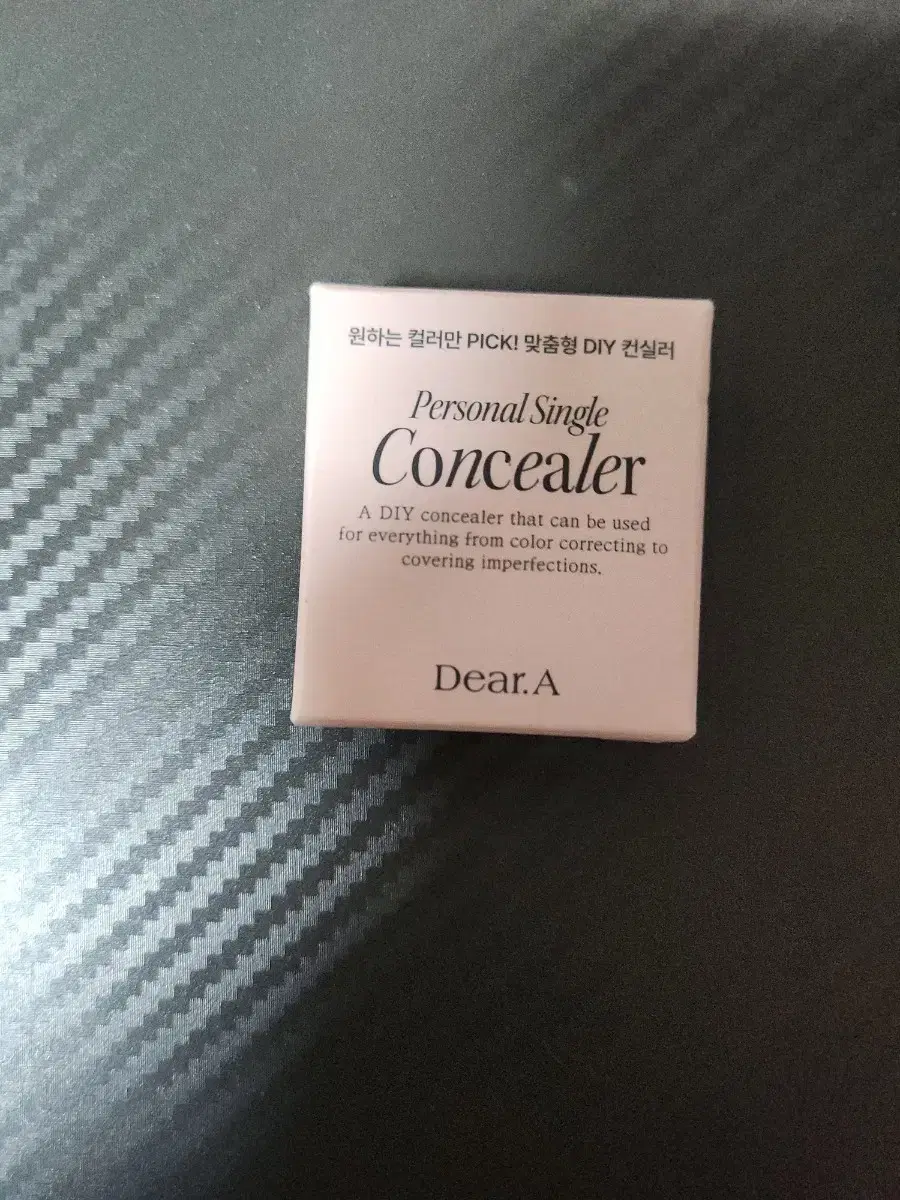 원하는 컬러만 PICK! 맞춤형 DIY 컨실러
Personal Single
Concealer
A DIY concealer that can be used
for everything from color correcting to
covering imperfections.
Dear.A